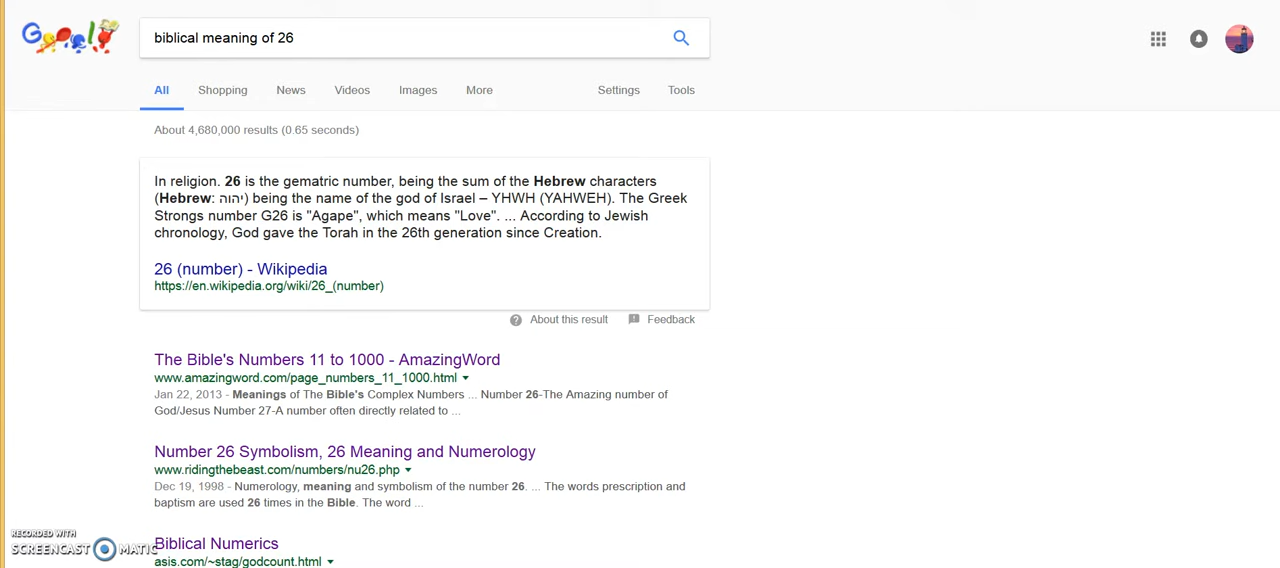 Google
biblical meaning of 26
All Shopping News Videos Images More Settings Tools
About 4,680,000 results (0.65 seconds)
In religion. 26 is the gematric number, being the sum of the Hebrew characters
(Hebrew: יהוה) being the name of the god of Israel – YHWH (YAHWEH). The Greek
Strongs number G26 is "Agape", which means "Love". ... According to Jewish
chronology, God gave the Torah in the 26th generation since Creation.
26 (number) - Wikipedia
https://en.wikipedia.org/wiki/26_(number)
About this result Feedback
The Bible's Numbers 11 to 1000 - AmazingWord
www.amazingword.com/page_numbers_11_1000.html
Jan 22, 2013 - Meanings of The Bible's Complex Numbers ... Number 26-The Amazing number of
God/Jesus Number 27-A number often directly related to ...
Number 26 Symbolism, 26 Meaning and Numerology
www.ridingthebeast.com/numbers/nu26.php
Dec 19, 1998 - Numerology, meaning and symbolism of the number 26. ... The words prescription and
baptism are used 26 times in the Bible. The word ...
Biblical Numerics
asis.com/~stag/godcount.html
RECORDED WITH
SCREENCAST MATIC